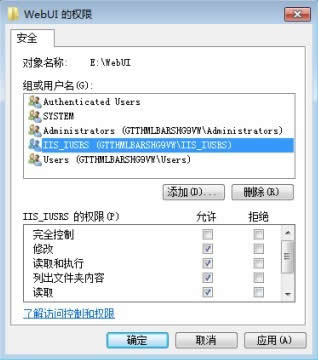 WebUI 的权限
安全
对象名称: E:\WebUI
组或用户名(G):
Authenticated Users
SYSTEM
Administrators (GTTHMLBARSHG9VW\Administrators)
IIS_IUSRS (GTTHMLBARSHG9VW\IIS_IUSRS)
Users (GTTHMLBARSHG9VW\Users)
添加(D)... 删除(R)
IIS_IUSRS 的权限(P) 允许 拒绝
完全控制
修改
读取和执行
列出文件夹内容
读取
了解访问控制和权限
确定 取消 应用(A)